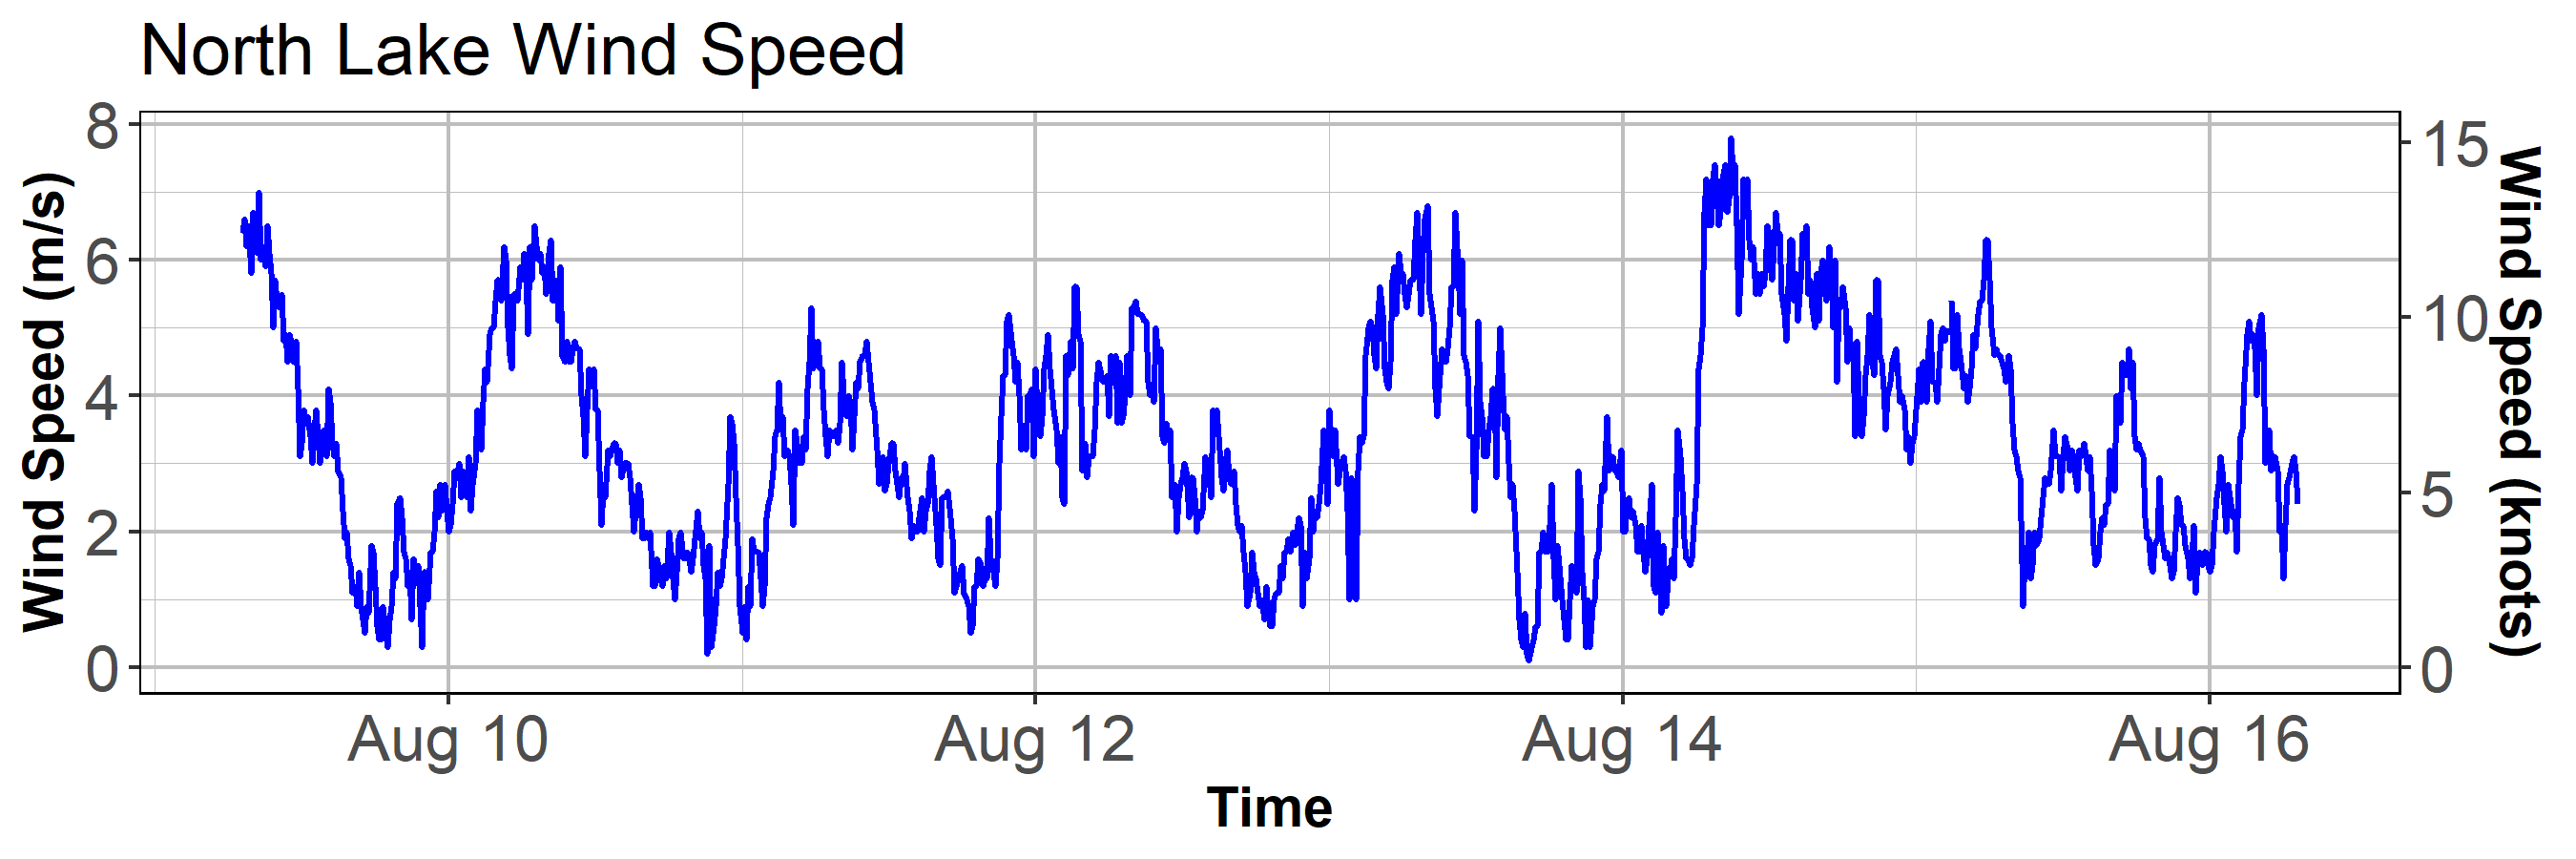 North Lake Wind Speed
Wind Speed (m/s)
8
6
4
2
0
15
10
5
0
Wind Speed (knots)
Aug 10
Aug 12
Aug 14
Aug 16
Time